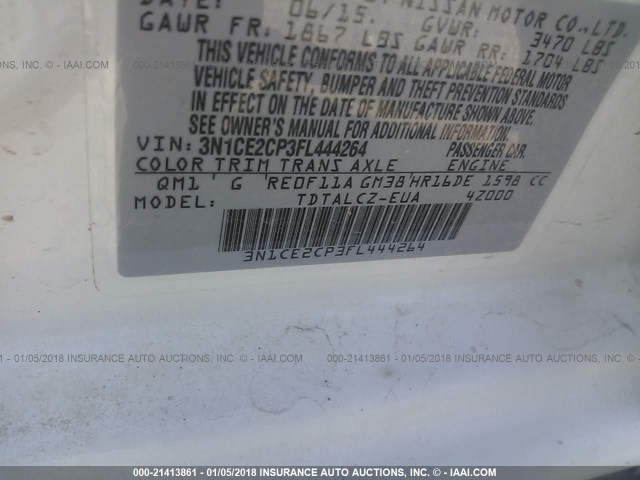 DATE: NISSAN MOTOR CO., LTD.
06/15. GVWR: 3470 LBS
GAWR FR: 1867 LBS GAWR RR: 1704 LBS
THIS VEHICLE CONFORMS TO ALL APPLICABLE FEDERAL MOTOR
VEHICLE SAFETY, BUMPER AND THEFT PREVENTION STANDARDS
IN EFFECT ON THE DATE OF MANUFACTURE SHOWN ABOVE.
SEE OWNER'S MANUAL FOR ADDITIONAL INFORMATION.
VIN: 3N1CE2CP3FL444264 PASSENGER CAR.
COLOR TRIM TRANS AXLE ENGINE
QM1 G RE0F11A GM38 HR16DE 1598 CC
MODEL: TDTALCZ-EUA 4Z000
3N1CE2CP3FL444264
000-21413861 - 01/05/2018 INSURANCE AUTO AUCTIONS - WWW.IAAI.COM